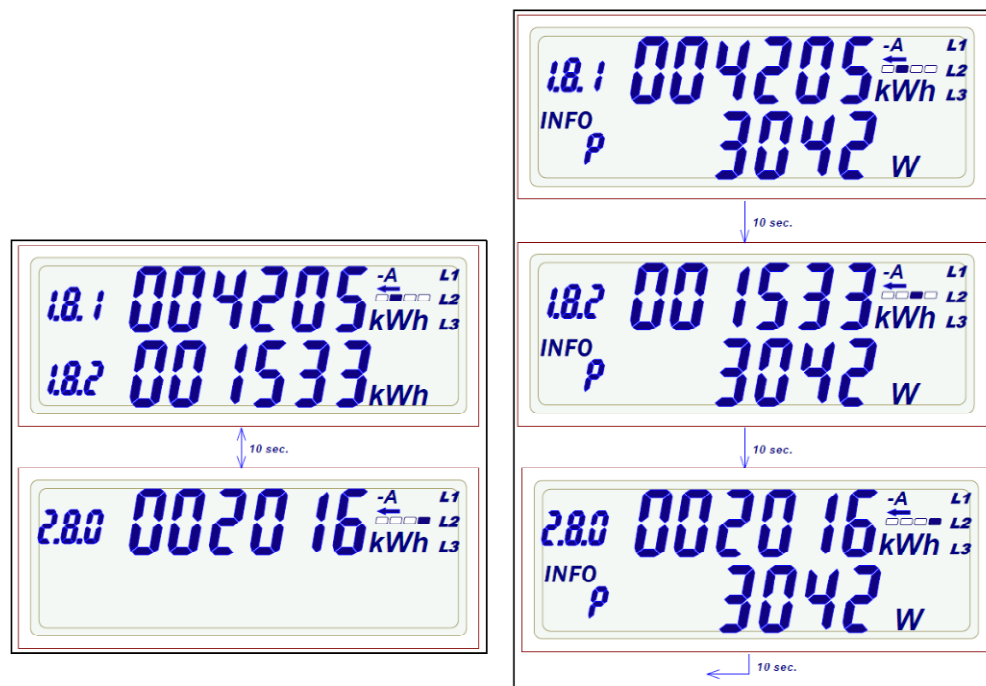 1.8.1 004205 kWh -A L1 L2 L3
1.8.2 001533 kWh
10 sec.
2.8.0 002016 kWh -A L1 L2 L3
1.8.1 004205 kWh -A L1 L2 L3
INFO P 3042 W
10 sec.
1.8.2 001533 kWh -A L1 L2 L3
INFO P 3042 W
10 sec.
2.8.0 002016 kWh -A L1 L2 L3
INFO P 3042 W
10 sec.